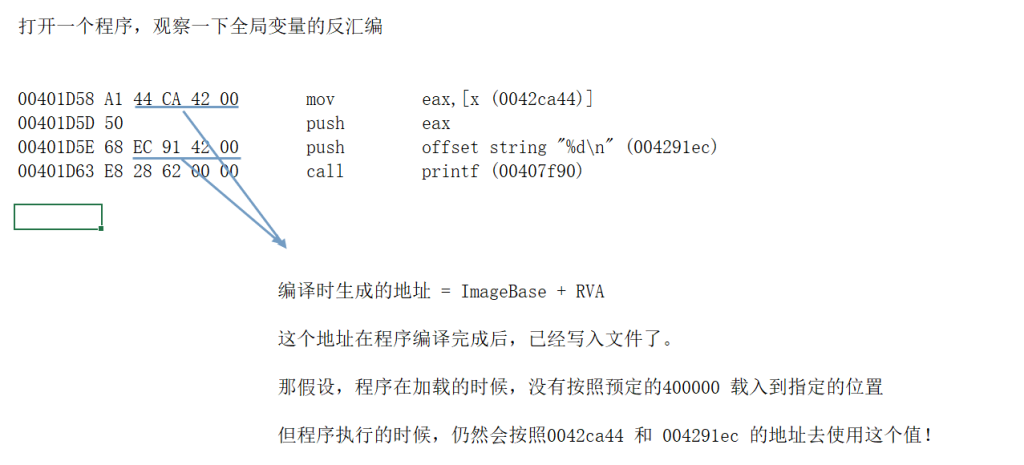 打开一个程序，观察一下全局变量的反汇编
00401D58 A1 44 CA 42 00 mov eax,[x (0042ca44)]
00401D5D 50 push eax
00401D5E 68 EC 91 42 00 push offset string "%d\n" (004291ec)
00401D63 E8 28 62 00 00 call printf (00407f90)
编译时生成的地址 = ImageBase + RVA
这个地址在程序编译完成后，已经写入文件了。
那假设，程序在加载的时候，没有按照预定的400000 载入到指定的位置
但程序执行的时候，仍然会按照0042ca44 和 004291ec 的地址去使用这个值！